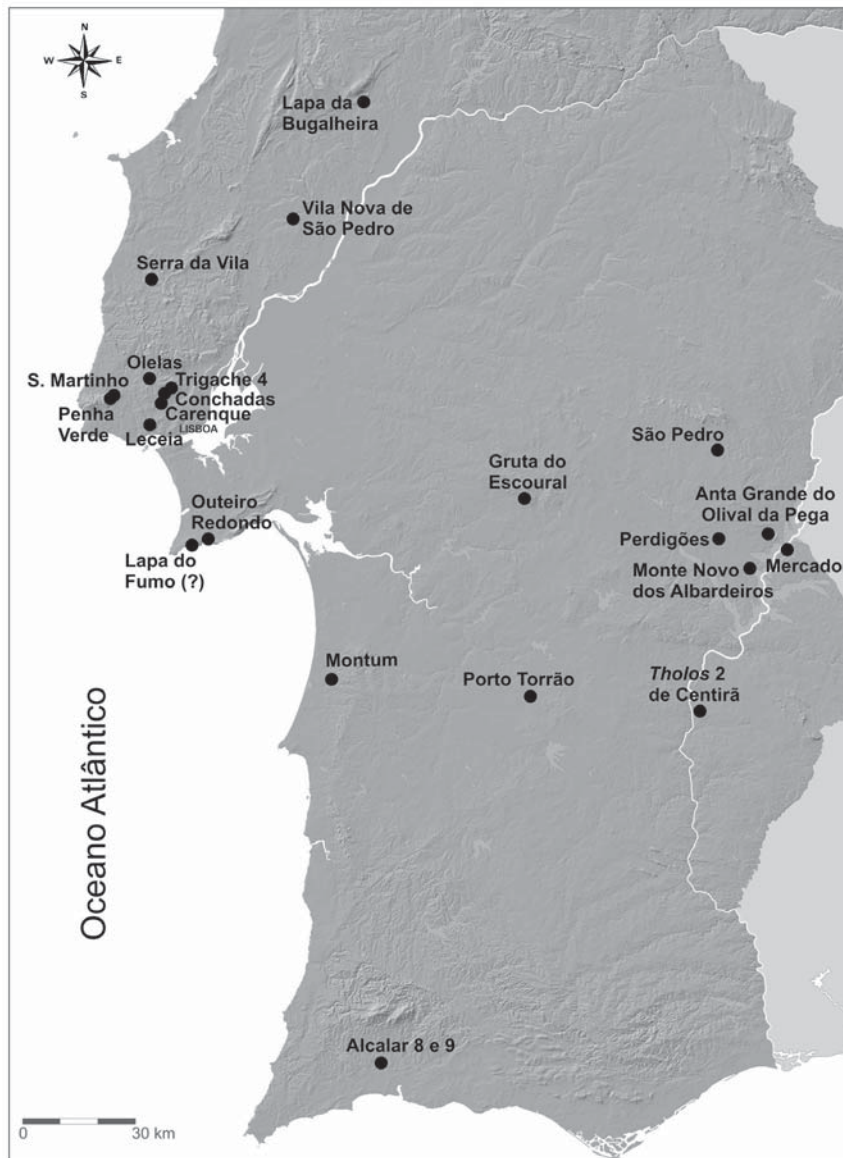 N
W E
S
Lapa da
Bugalheira
Vila Nova de
São Pedro
Serra da Vila
Olelas
S. Martinho
Trigache 4
Conchadas
Penha
Verde
Carenque
LISBOA
Leceia
São Pedro
Gruta do
Escoural
Anta Grande do
Olival da Pega
Outeiro
Redondo
Perdigões
Lapa do
Fumo (?)
Mercado
Monte Novo
dos Albardeiros
Montum
Porto Torrão
Tholos 2
de Centirã
Oceano Atlântico
Alcalar 8 e 9
0 30 km